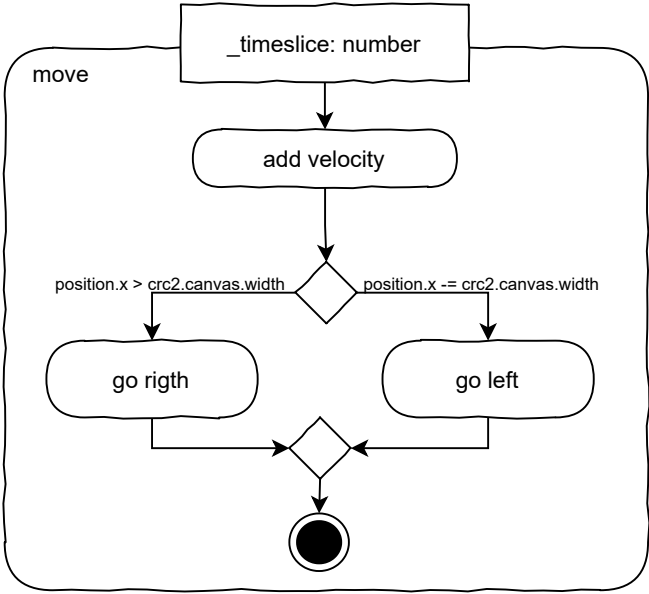 _timeslice: number
move
add velocity
position.x > crc2.canvas.width
position.x -= crc2.canvas.width
go rigth
go left